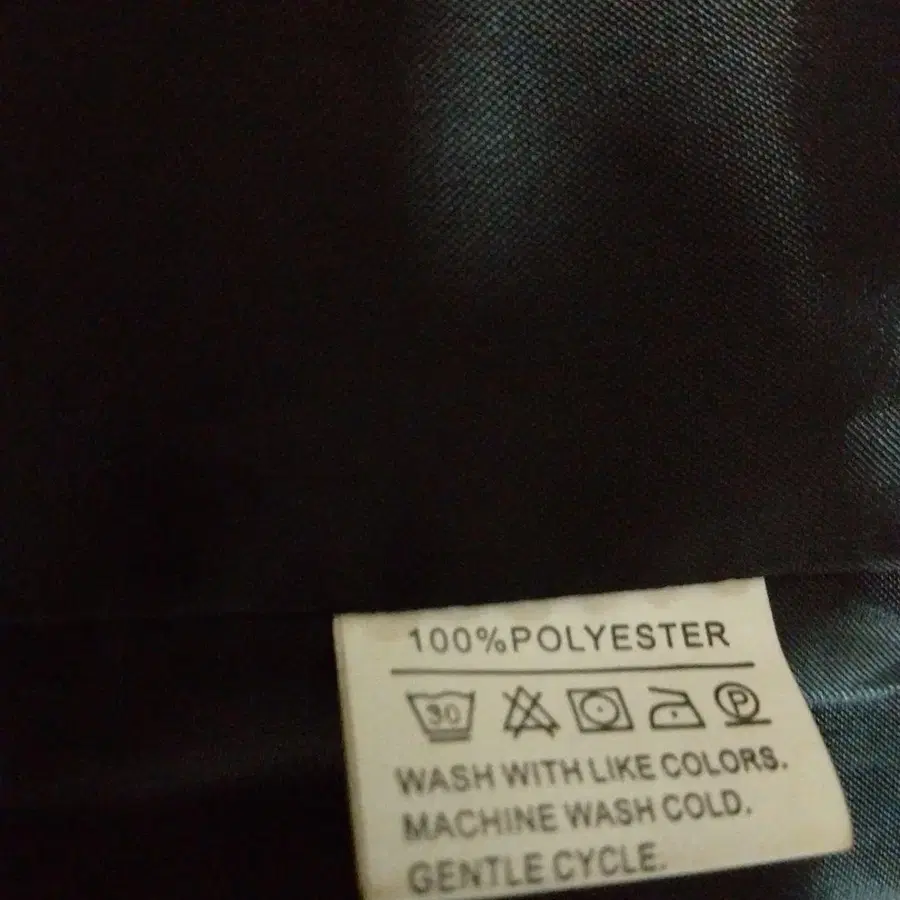 100%POLYESTER
30 P
WASH WITH LIKE COLORS.
MACHINE WASH COLD.
GENTLE CYCLE.